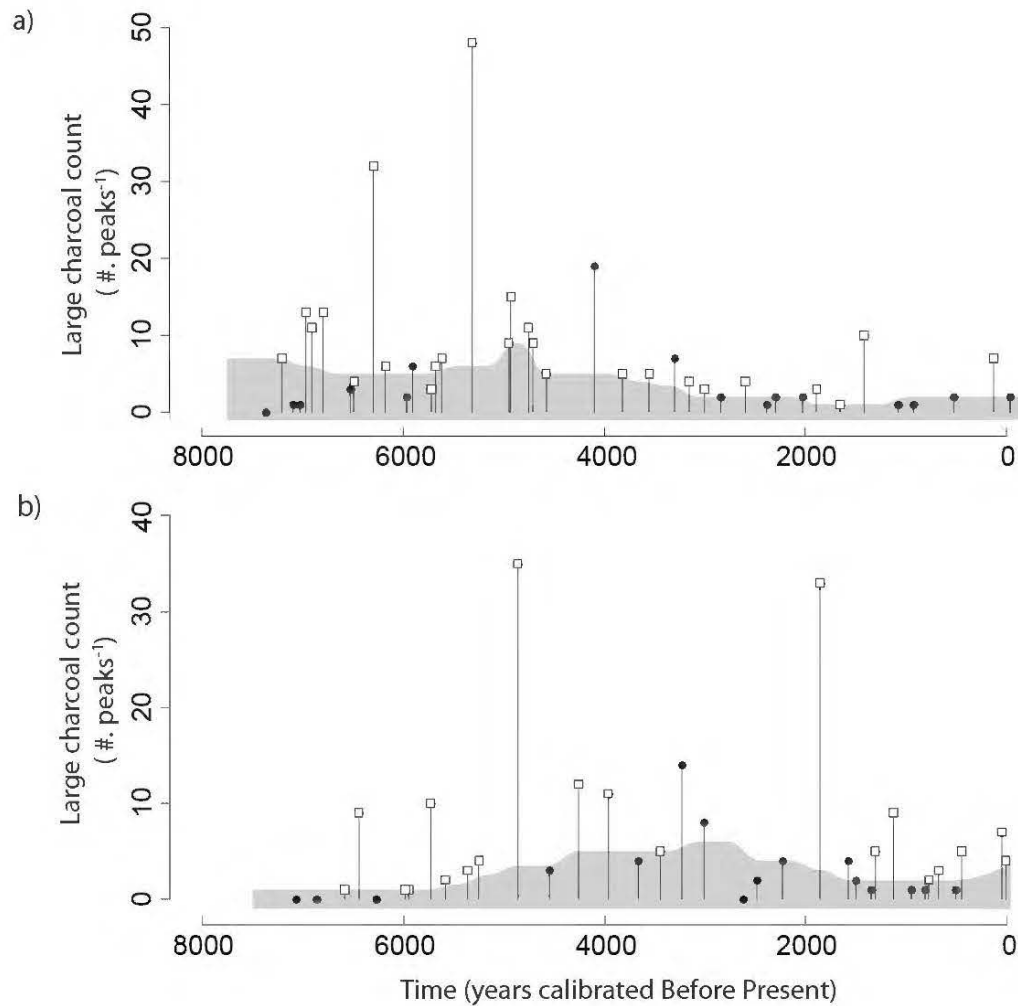 a)
Large charcoal count
( #. peaks-1)
50
40
30
20
10
0
8000 6000 4000 2000 0
b)
Large charcoal count
( #. peaks-1)
40
30
20
10
0
8000 6000 4000 2000 0
Time (years calibrated Before Present)